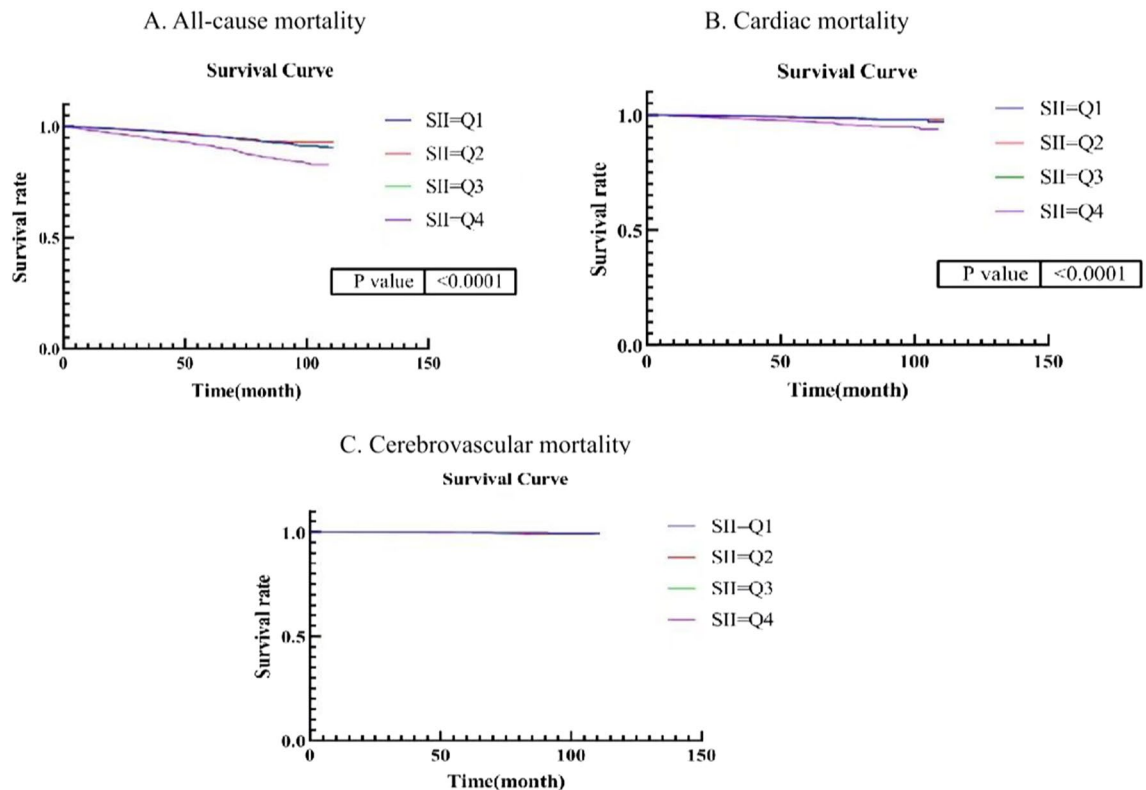 A. All-cause mortality
Survival Curve
Survival rate
1.0
0.5
0.0
0 50 100 150
Time(month)
SII=Q1
SII=Q2
SII=Q3
SII=Q4
P value <0.0001
B. Cardiac mortality
Survival Curve
Survival rate
1.0
0.5
0.0
0 50 100 150
Time(month)
SII=Q1
SII=Q2
SII=Q3
SII=Q4
P value <0.0001
C. Cerebrovascular mortality
Survival Curve
Survival rate
1.0
0.5
0.0
0 50 100 150
Time(month)
SII=Q1
SII=Q2
SII=Q3
SII=Q4